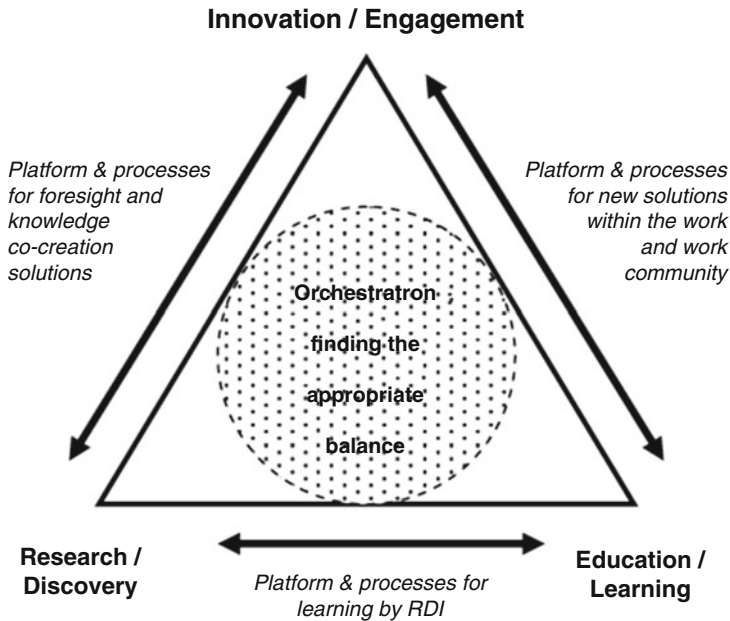 Innovation / Engagement
Platform & processes
for foresight and
knowledge
co-creation
solutions
Platform & processes
for new solutions
within the work
and work
community
Orchestratron
finding the
appropriate
balance
Research /
Discovery
Education /
Learning
Platform & processes for
learning by RDI